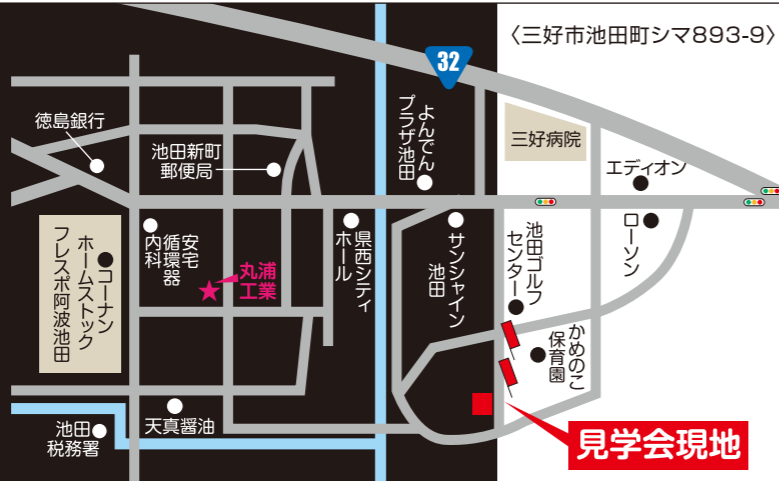 〈三好市池田町シマ893-9〉
32
徳島銀行
池田新町
郵便局
よんでん
プラザ池田
三好病院
エディオン
ローソン
安宅
循環器
内科
丸浦
工業
県西シティ
ホール
サンシャイン
池田
池田ゴルフ
センター
かめのこ
保育園
コーナン
ホームストック
フレスポ阿波池田
池田
税務署
天真醤油
見学会現地